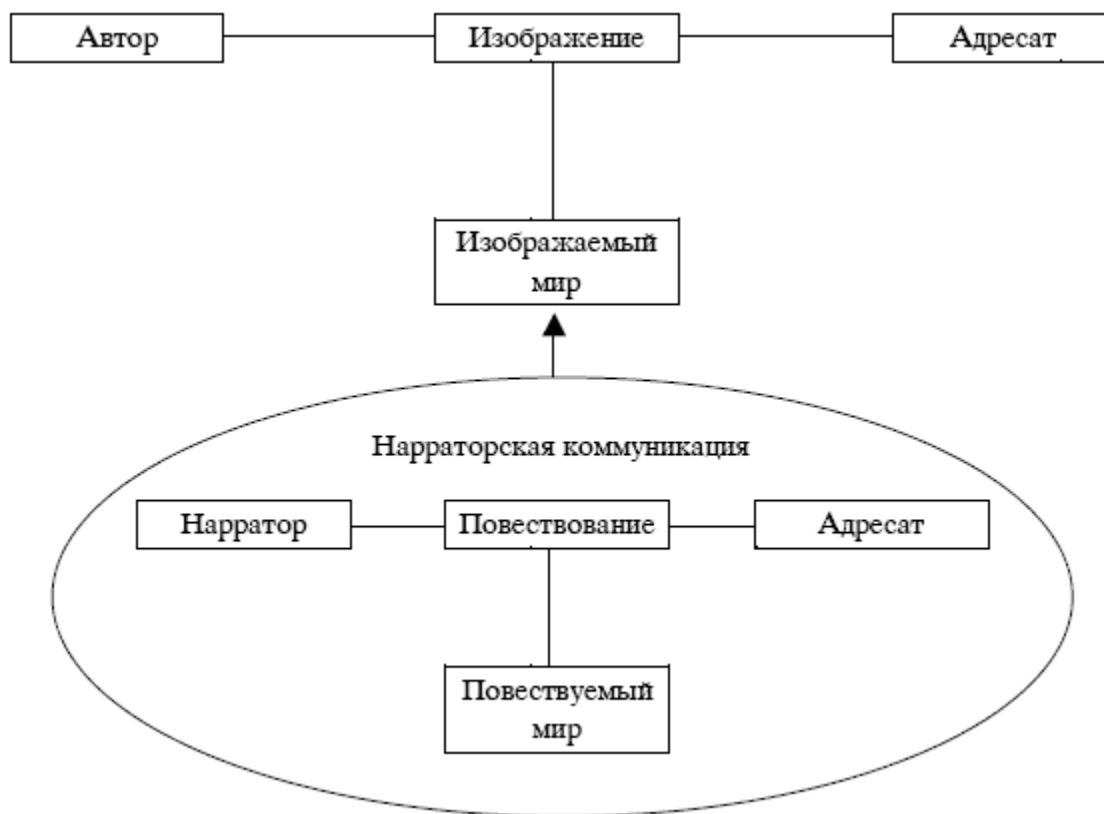 Автор
Изображение
Адресат
Изображаемый
мир
Нарраторская коммуникация
Нарратор
Повествование
Адресат
Повествуемый
мир